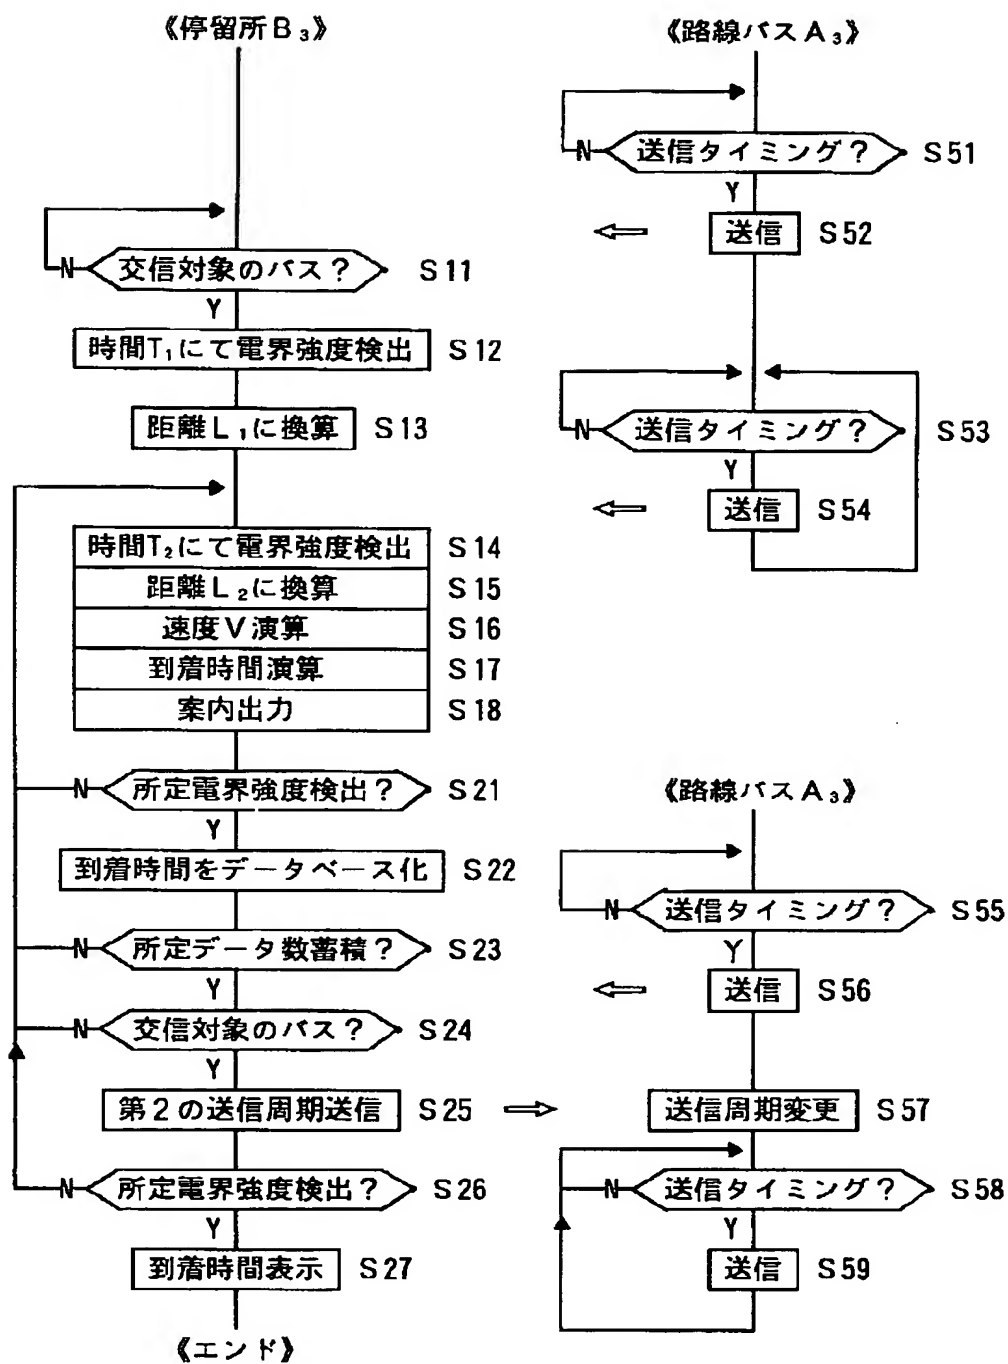 《停留所B₃》
交信対象のバス？ S11
N
Y
時間T₁にて電界強度検出 S12
距離L₁に換算 S13
時間T₂にて電界強度検出 S14
距離L₂に換算 S15
速度V演算 S16
到着時間演算 S17
案内出力 S18
N
所定電界強度検出？ S21
Y
到着時間をデータベース化 S22
N
所定データ数蓄積？ S23
Y
N
交信対象のバス？ S24
Y
第2の送信周期送信 S25
N
所定電界強度検出？ S26
Y
到着時間表示 S27
《エンド》
《路線バスA₃》
N
送信タイミング？ S51
Y
送信 S52
N
送信タイミング？ S53
Y
送信 S54
《路線バスA₃》
N
送信タイミング？ S55
Y
送信 S56
送信周期変更 S57
N
送信タイミング？ S58
Y
送信 S59